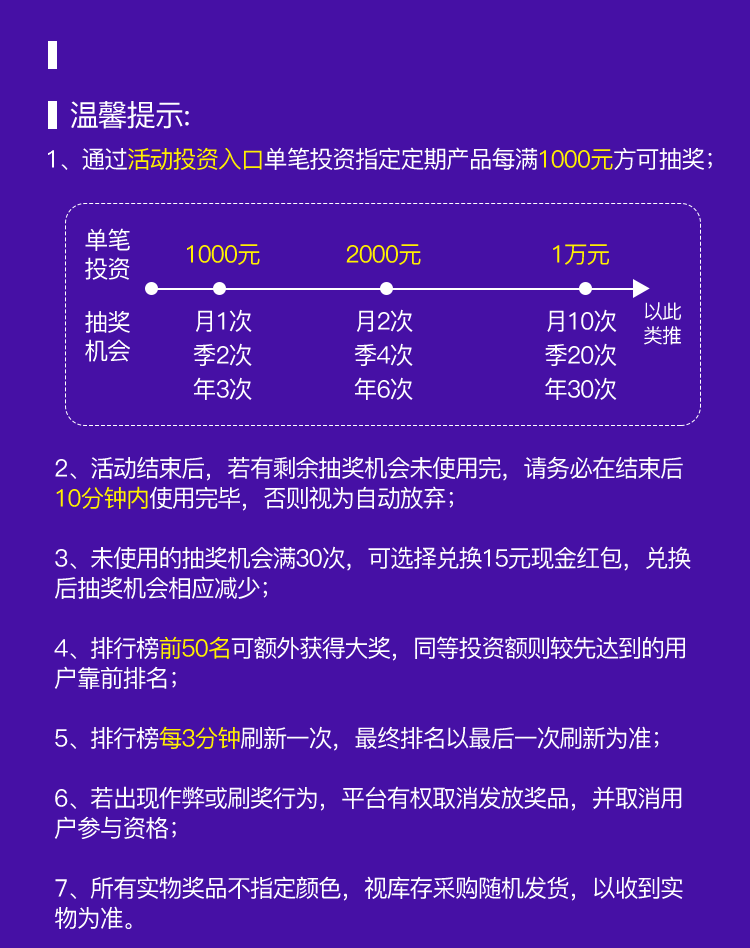 温馨提示:
1、通过活动投资入口单笔投资指定定期产品每满1000元方可抽奖；
单笔
投资
1000元
2000元
1万元
抽奖
机会
月1次
季2次
年3次
月2次
季4次
年6次
月10次
季20次
年30次
以此
类推
2、活动结束后，若有剩余抽奖机会未使用完，请务必在结束后
10分钟内使用完毕，否则视为自动放弃；
3、未使用的抽奖机会满30次，可选择兑换15元现金红包，兑换
后抽奖机会相应减少；
4、排行榜前50名可额外获得大奖，同等投资额则较先达到的用
户靠前排名；
5、排行榜每3分钟刷新一次，最终排名以最后一次刷新为准；
6、若出现作弊或刷奖行为，平台有权取消发放奖品，并取消用
户参与资格；
7、所有实物奖品不指定颜色，视库存采购随机发货，以收到实
物为准。